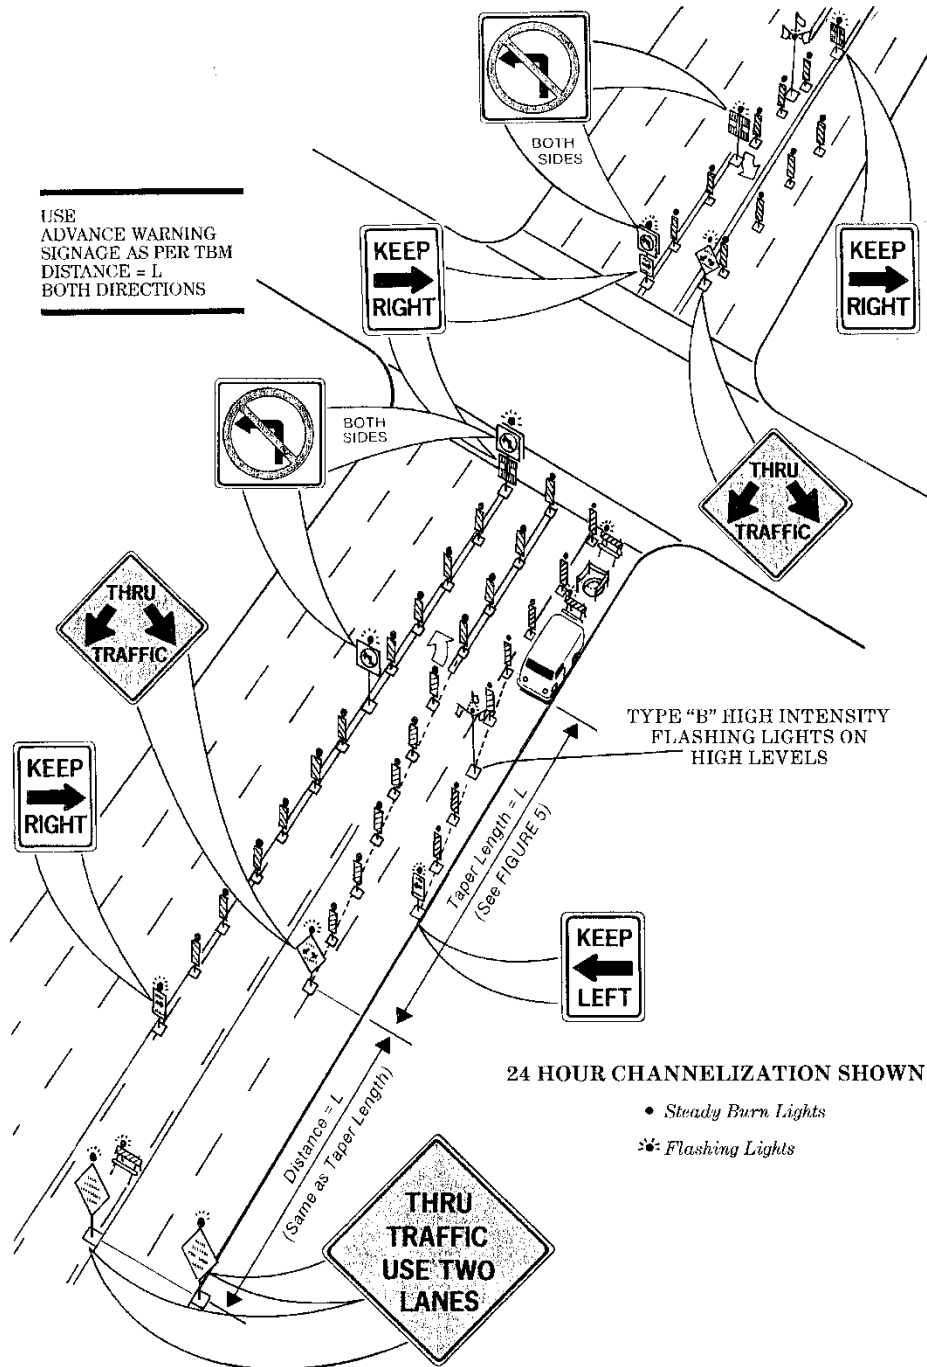 BOTH
SIDES
USE
ADVANCE WARNING
SIGNAGE AS PER TBM
DISTANCE = L
BOTH DIRECTIONS
KEEP
RIGHT
KEEP
RIGHT
BOTH
SIDES
THRU
TRAFFIC
THRU
TRAFFIC
TYPE "B" HIGH INTENSITY
FLASHING LIGHTS ON
HIGH LEVELS
KEEP
RIGHT
Taper Length = L
(See FIGURE 5)
KEEP
LEFT
24 HOUR CHANNELIZATION SHOWN
Steady Burn Lights
Flashing Lights
Distance = L
(Same as Taper Length)
THRU
TRAFFIC
USE TWO
LANES